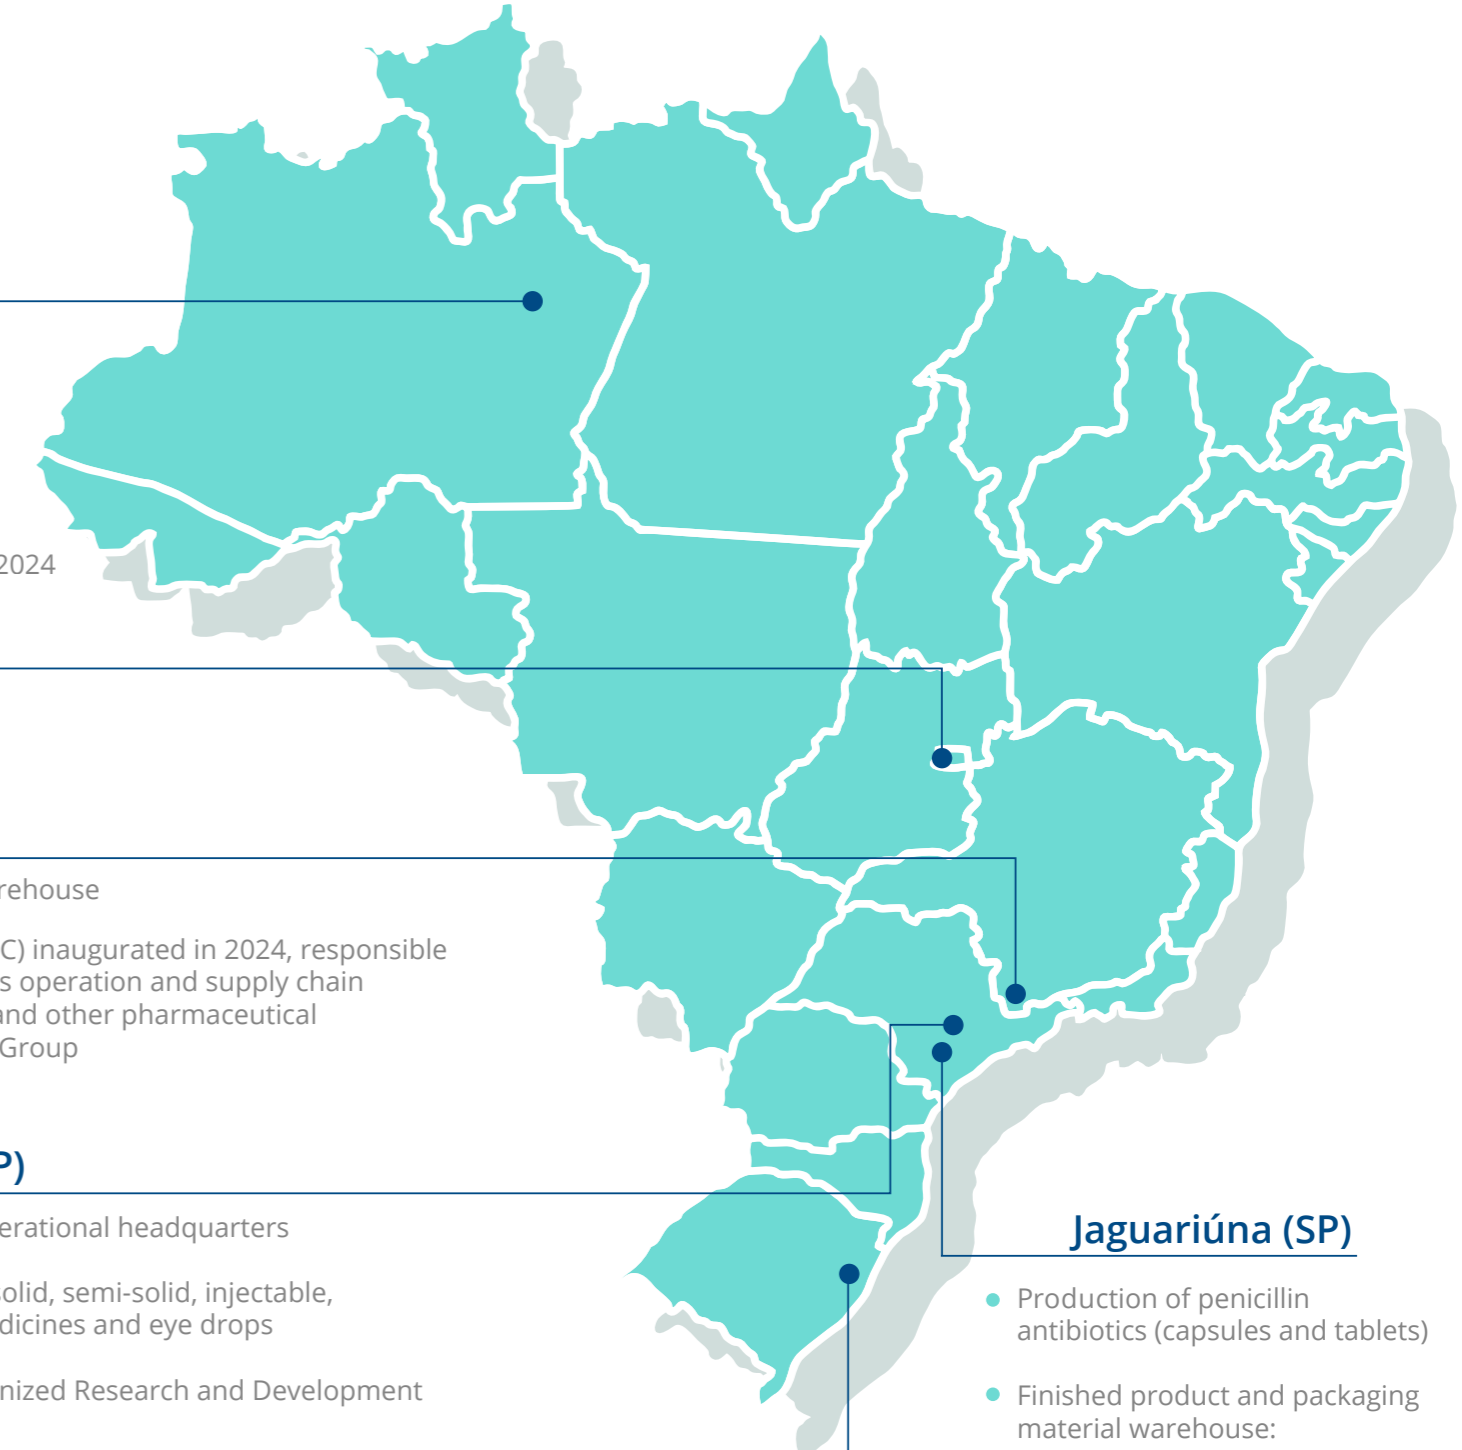 2024
rehouse
C) inaugurated in 2024, responsible
s operation and supply chain
and other pharmaceutical
Group
P)
erational headquarters
solid, semi-solid, injectable,
dicines and eye drops
nized Research and Development
Jaguariúna (SP)
Production of penicillin
antibiotics (capsules and tablets)
Finished product and packaging
material warehouse: